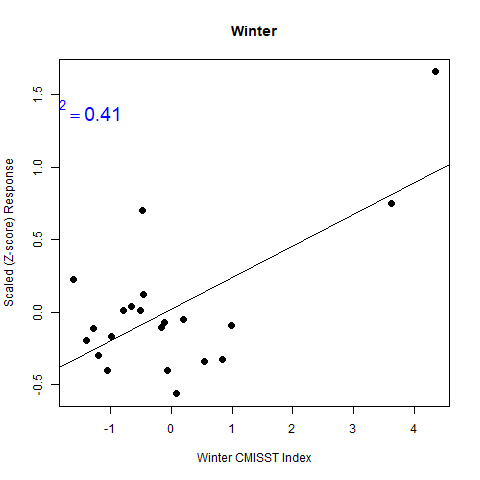 Winter
2 = 0.41
Scaled (Z-score) Response
1.5
1.0
0.5
0.0
-0.5
-1 0 1 2 3 4
Winter CMISST Index